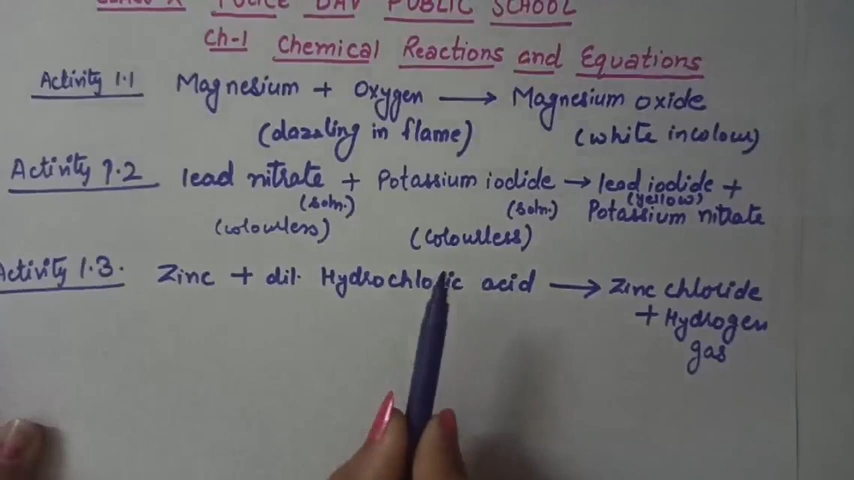 CLASS X POLICE DAV PUBLIC SCHOOL
Ch-1 Chemical Reactions and Equations
Activity 1.1 Magnesium + Oxygen → Magnesium oxide
(dazzling in flame) (white in colour)
Activity 1.2 lead nitrate + Potassium iodide → lead iodide +
(soln.) (soln.) (yellow)
(colourless) (colourless) Potassium nitrate
Activity 1.3. Zinc + dil. Hydrochloric acid → Zinc chloride
+ Hydrogen
gas